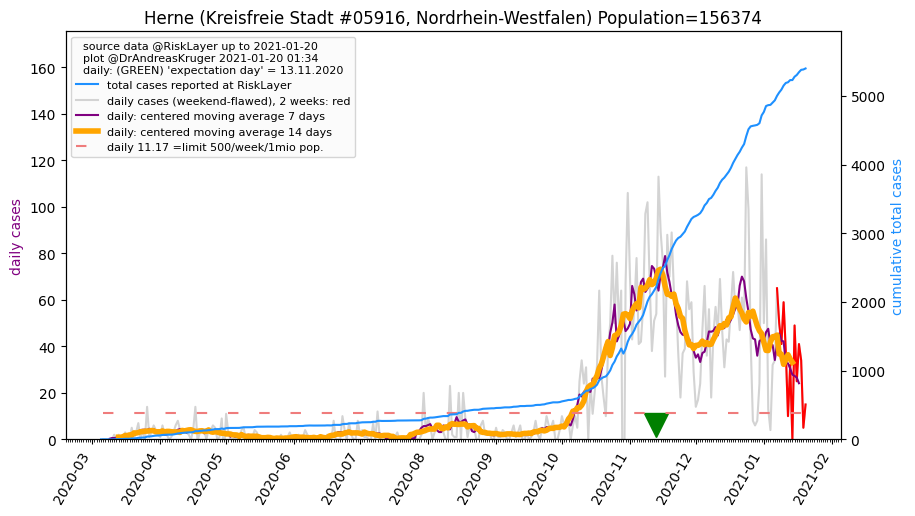 Herne (Kreisfreie Stadt #05916, Nordrhein-Westfalen) Population=156374
source data @RiskLayer up to 2021-01-20
plot @DrAndreasKruger 2021-01-20 01:34
daily: (GREEN) 'expectation day' = 13.11.2020
total cases reported at RiskLayer
daily cases (weekend-flawed), 2 weeks: red
daily: centered moving average 7 days
daily: centered moving average 14 days
daily 11.17 =limit 500/week/1mio pop.
daily cases
0
20
40
60
80
100
120
140
160
cumulative total cases
0
1000
2000
3000
4000
5000
2020-03
2020-04
2020-05
2020-06
2020-07
2020-08
2020-09
2020-10
2020-11
2020-12
2021-01
2021-02